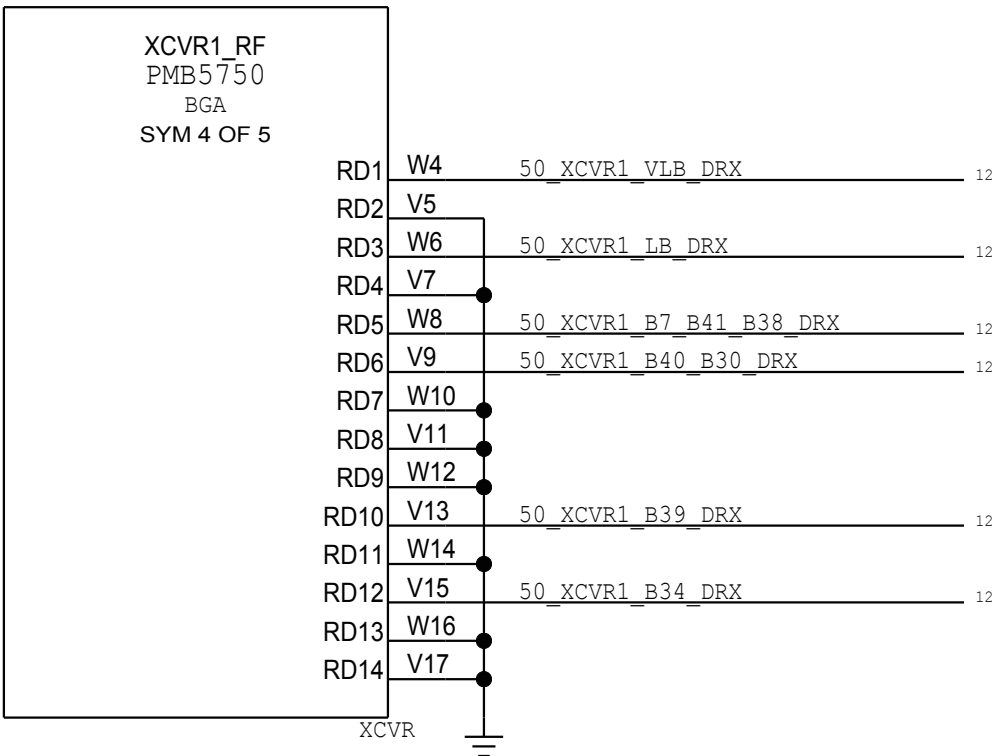 XCVR1_RF
PMB5750
BGA
SYM 4 OF 5
RD1 W4 50_XCVR1_VLB_DRX 12
RD2 V5
RD3 W6 50_XCVR1_LB_DRX 12
RD4 V7
RD5 W8 50_XCVR1_B7_B41_B38_DRX 12
RD6 V9 50_XCVR1_B40_B30_DRX 12
RD7 W10
RD8 V11
RD9 W12
RD10 V13 50_XCVR1_B39_DRX 12
RD11 W14
RD12 V15 50_XCVR1_B34_DRX 12
RD13 W16
RD14 V17
XCVR